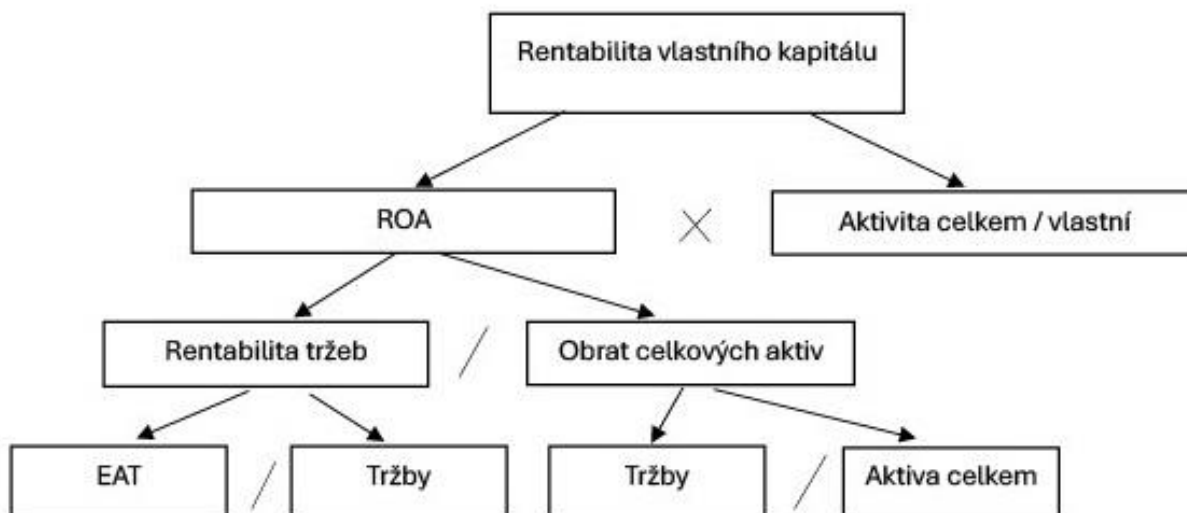 Rentabilita vlastního kapitálu
ROA
Aktivita celkem / vlastní
Rentabilita tržeb / Obrat celkových aktiv
EAT / Tržby
Tržby / Aktiva celkem